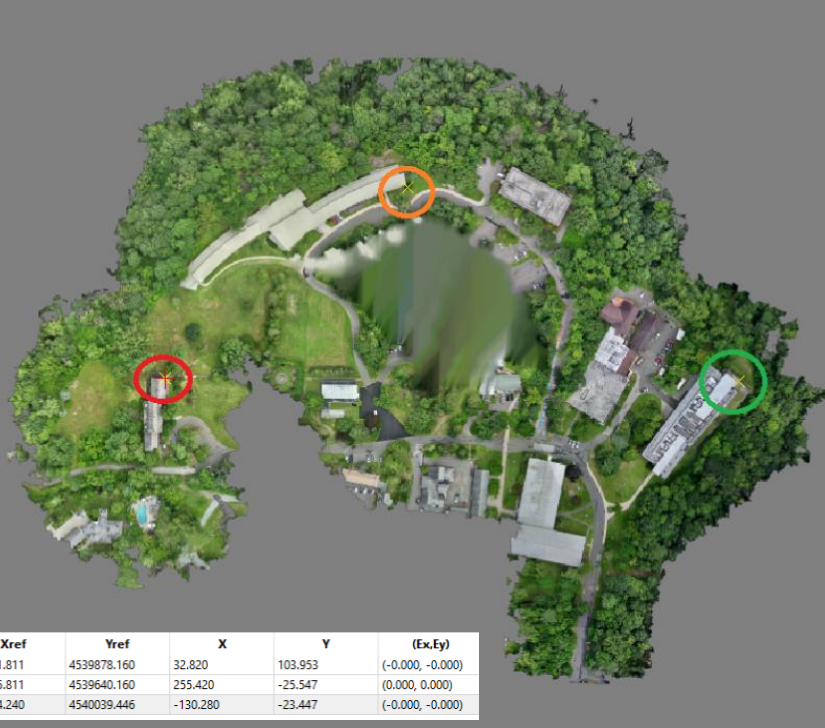 Xref Yref X Y (Ex,Ey)
.811 4539878.160 32.820 103.953 (-0.000, -0.000)
.811 4539640.160 255.420 -25.547 (0.000, 0.000)
.240 4540039.446 -130.280 -23.447 (-0.000, -0.000)